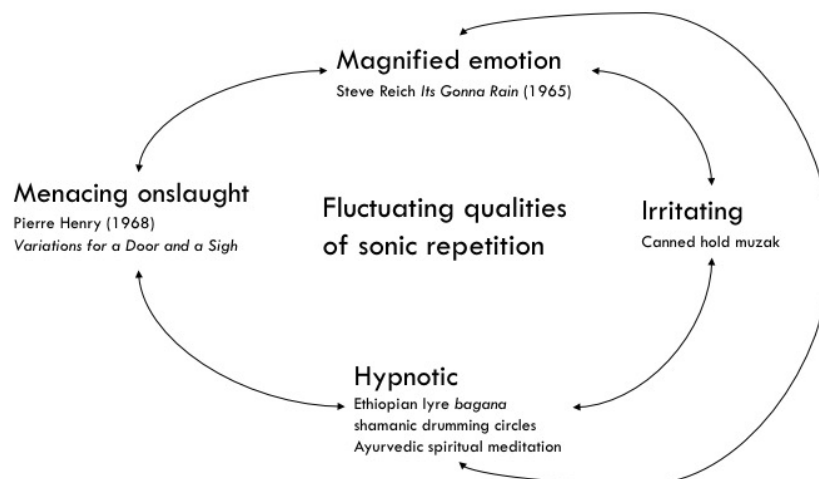 Magnified emotion
Steve Reich Its Gonna Rain (1965)
Menacing onslaught
Pierre Henry (1968)
Variations for a Door and a Sigh
Fluctuating qualities
of sonic repetition
Irritating
Canned hold muzak
Hypnotic
Ethiopian lyre bagana
shamanic drumming circles
Ayurvedic spiritual meditation